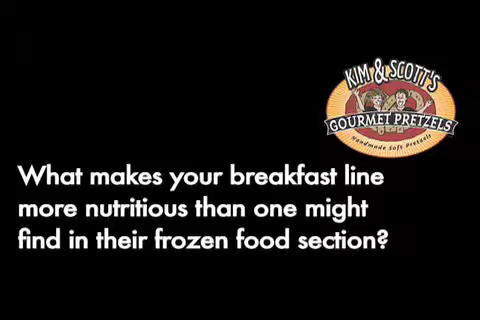 KIM & SCOTT'S
GOURMET PRETZELS
Handmade Soft Pretzels
What makes your breakfast line
more nutritious than one might
find in their frozen food section?